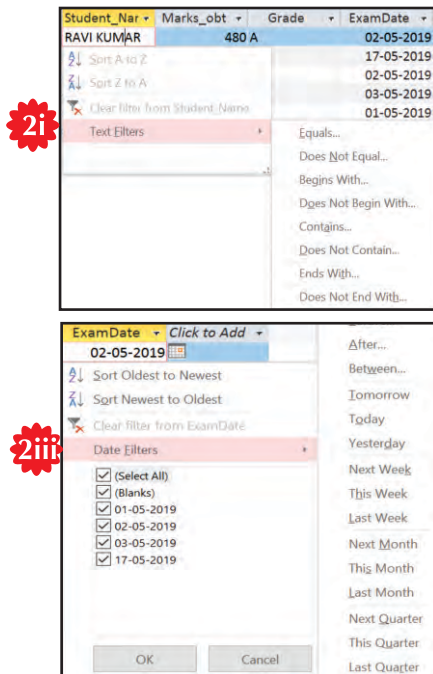 Student_Nar Marks_obt Grade ExamDate
RAVI KUMAR 480 A 02-05-2019
17-05-2019
02-05-2019
03-05-2019
01-05-2019
Sort A to Z
Sort Z to A
Clear filter from Student_Name
Text Filters
2i
Equals...
Does Not Equal...
Begins With...
Does Not Begin With...
Contains...
Does Not Contain...
Ends With...
Does Not End With...
ExamDate Click to Add
02-05-2019
Sort Oldest to Newest
Sort Newest to Oldest
Clear filter from ExamDate
Date Filters
2iii
(Select All)
(Blanks)
01-05-2019
02-05-2019
03-05-2019
17-05-2019
OK Cancel
After...
Between...
Tomorrow
Today
Yesterday
Next Week
This Week
Last Week
Next Month
This Month
Last Month
Next Quarter
This Quarter
Last Quarter